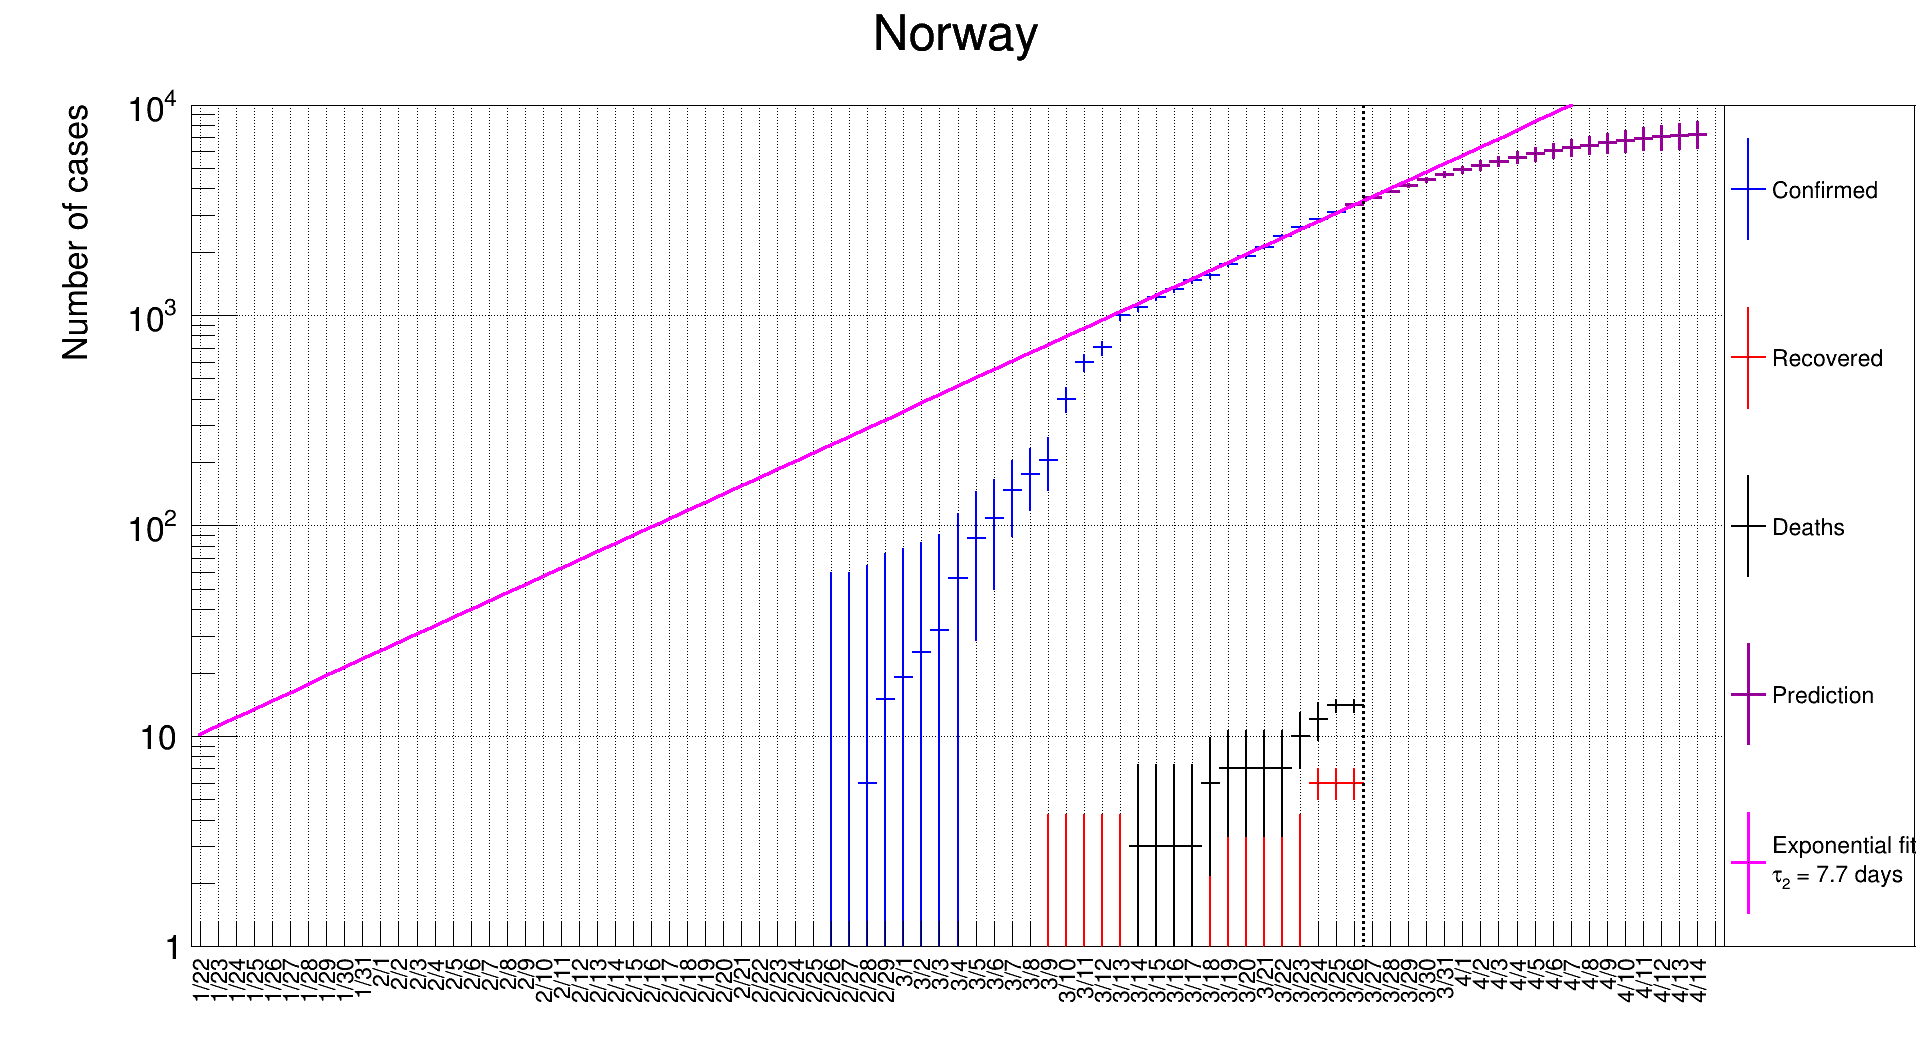 Norway
Number of cases
10^4
10^3
10^2
10
1
1/22 1/23 1/24 1/25 1/26 1/27 1/28 1/29 1/30 1/31 2/1 2/2 2/3 2/4 2/5 2/6 2/7 2/8 2/9 2/10 2/11 2/12 2/13 2/14 2/15 2/16 2/17 2/18 2/19 2/20 2/21 2/22 2/23 2/24 2/25 2/26 2/27 2/28 2/29 3/1 3/2 3/3 3/4 3/5 3/6 3/7 3/8 3/9 3/10 3/11 3/12 3/13 3/14 3/15 3/16 3/17 3/18 3/19 3/20 3/21 3/22 3/23 3/24 3/25 3/26 3/27 3/28 3/29 3/30 3/31 4/1 4/2 4/3 4/4 4/5 4/6 4/7 4/8 4/9 4/10 4/11 4/12 4/13 4/14
Confirmed
Recovered
Deaths
Prediction
Exponential fit
τ₂ = 7.7 days